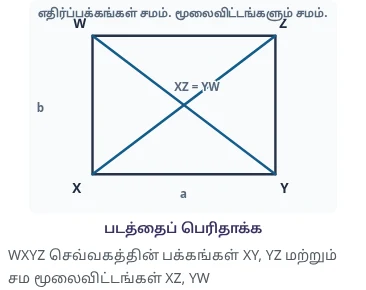 எதிர்ப்பக்கங்கள் சமம். மூலைவிட்டங்களும் சமம்.
W Z
XZ = YW
b
X Y
a
படத்தைப் பெரிதாக்க
WXYZ செவ்வகத்தின் பக்கங்கள் XY, YZ மற்றும்
சம மூலைவிட்டங்கள் XZ, YW